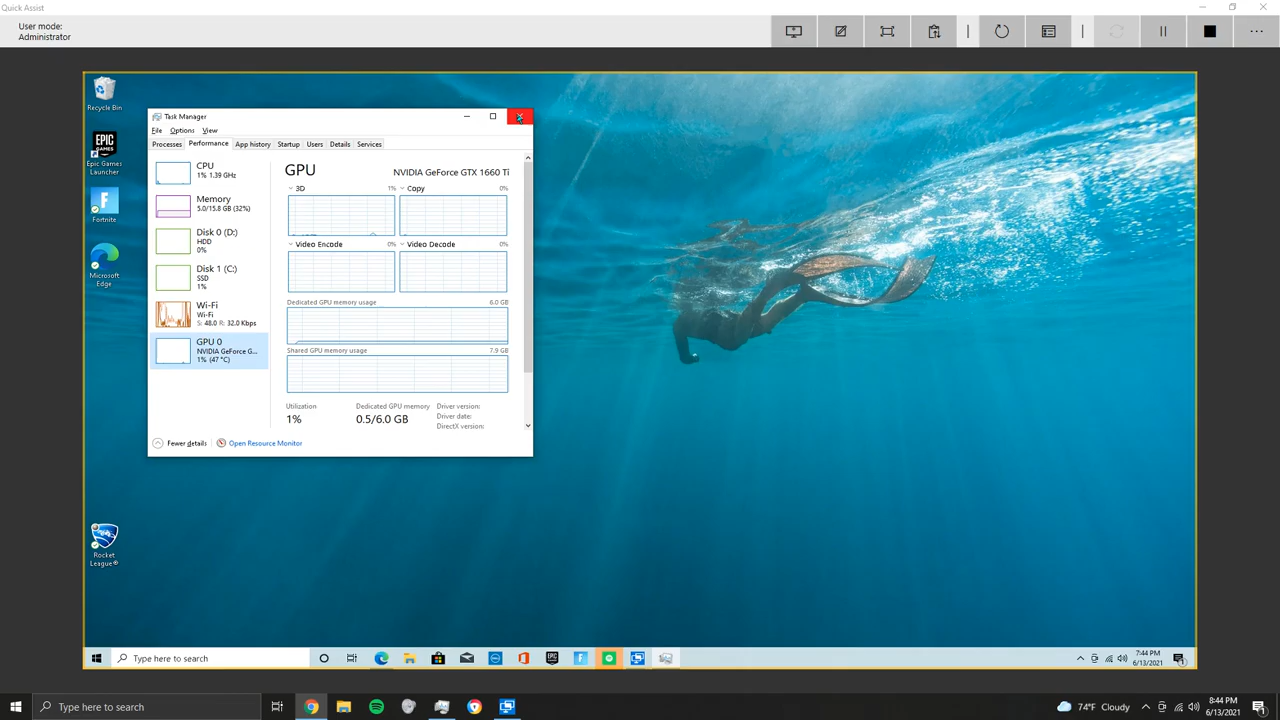 Quick Assist
User mode:
Administrator
Recycle Bin
EPIC GAMES
Epic Games
Launcher
Fortnite
Microsoft
Edge
Rocket
League®
Task Manager
File Options View
Processes Performance App history Startup Users Details Services
CPU
1% 1.39 GHz
Memory
5.0/15.8 GB (32%)
Disk 0 (D:)
HDD
0%
Disk 1 (C:)
SSD
1%
Wi-Fi
Wi-Fi
S: 48.0 R: 32.0 Kbps
GPU 0
NVIDIA GeForce G...
1% (47 °C)
GPU NVIDIA GeForce GTX 1660 Ti
3D 1% Copy 0%
Video Encode 0% Video Decode 0%
Dedicated GPU memory usage 6.0 GB
Shared GPU memory usage 7.9 GB
Utilization Dedicated GPU memory Driver version:
1% 0.5/6.0 GB Driver date:
DirectX version:
Fewer details Open Resource Monitor
Type here to search
7:44 PM
6/13/2021
Type here to search
74°F Cloudy
8:44 PM
6/13/2021